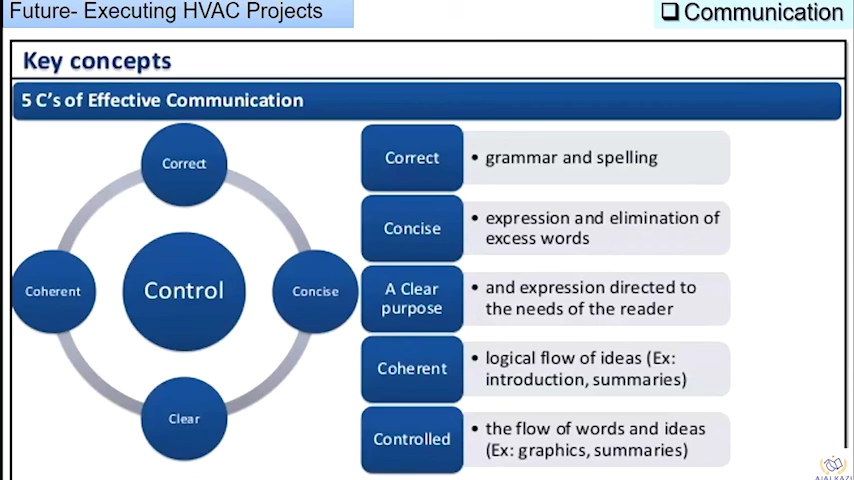 Future- Executing HVAC Projects
❑ Communication
Key concepts
5 C's of Effective Communication
Correct
Coherent
Control
Concise
Clear
Correct
• grammar and spelling
Concise
• expression and elimination of
excess words
A Clear
purpose
• and expression directed to
the needs of the reader
Coherent
• logical flow of ideas (Ex:
introduction, summaries)
Controlled
• the flow of words and ideas
(Ex: graphics, summaries)